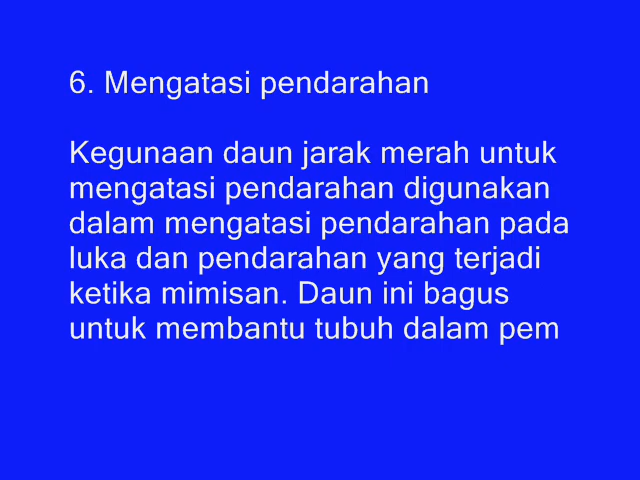 6. Mengatasi pendarahan
Kegunaan daun jarak merah untuk
mengatasi pendarahan digunakan
dalam mengatasi pendarahan pada
luka dan pendarahan yang terjadi
ketika mimisan. Daun ini bagus
untuk membantu tubuh dalam pem